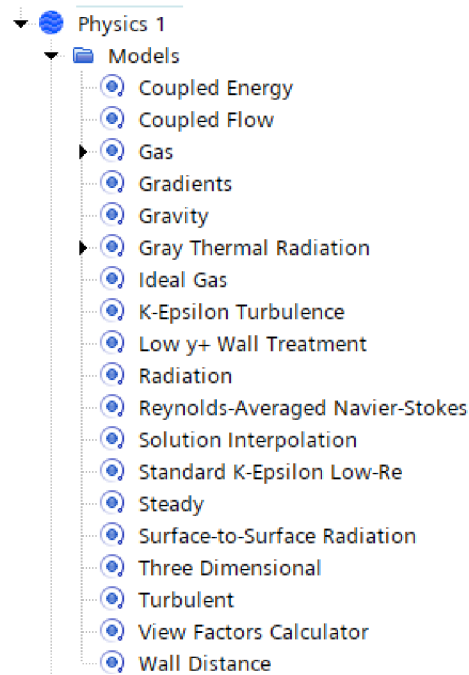 Physics 1
Models
Coupled Energy
Coupled Flow
Gas
Gradients
Gravity
Gray Thermal Radiation
Ideal Gas
K-Epsilon Turbulence
Low y+ Wall Treatment
Radiation
Reynolds-Averaged Navier-Stokes
Solution Interpolation
Standard K-Epsilon Low-Re
Steady
Surface-to-Surface Radiation
Three Dimensional
Turbulent
View Factors Calculator
Wall Distance